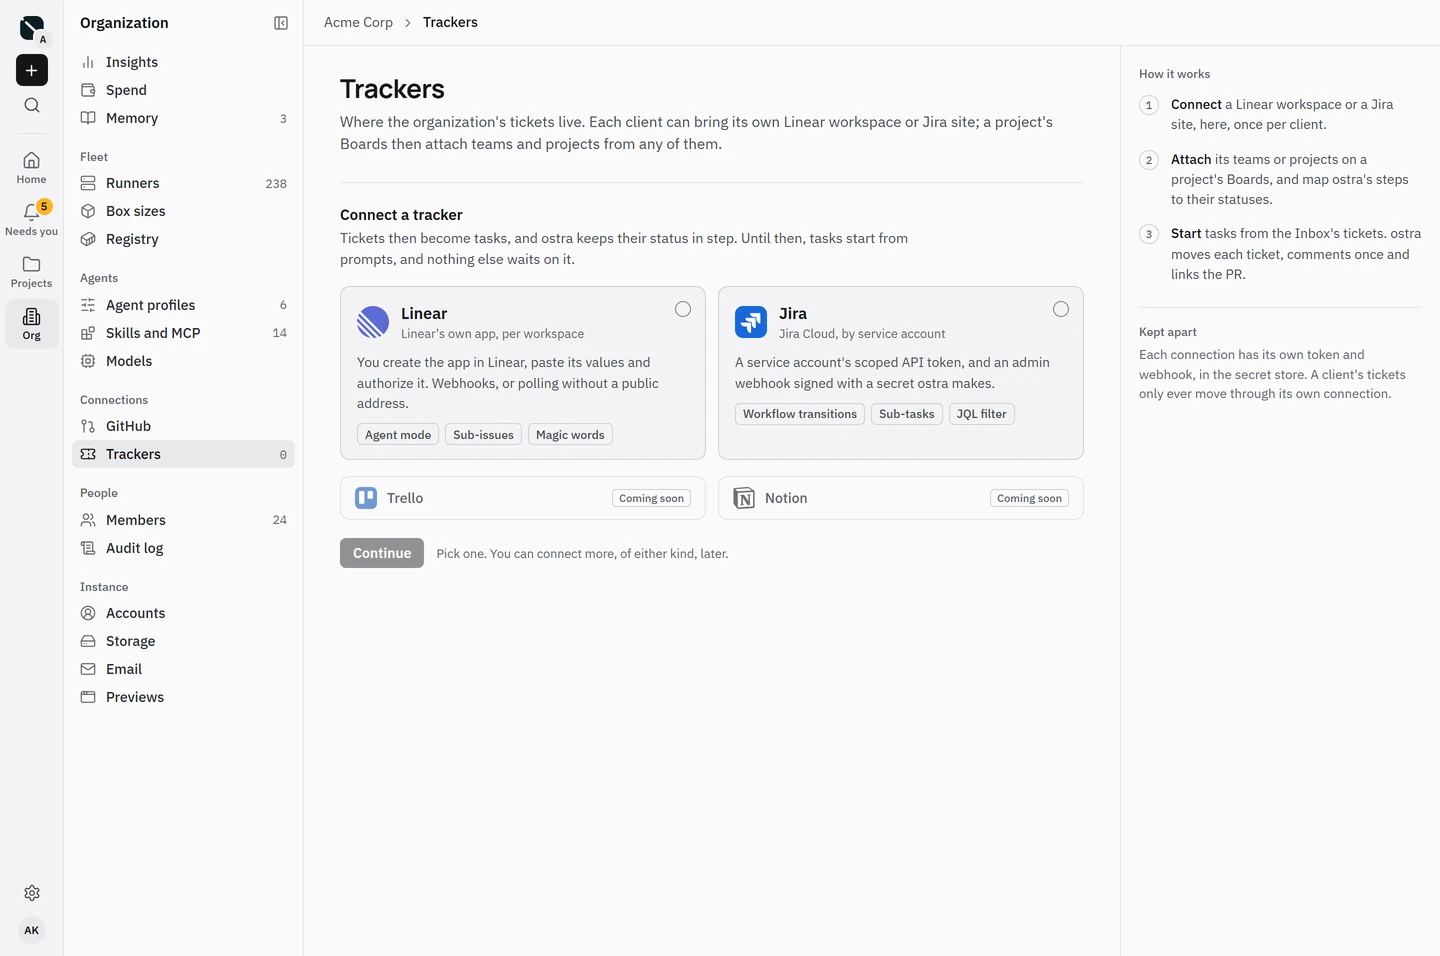 A
Home
5
Needs you
Projects
Org
AK
Organization
Insights
Spend
Memory 3
Fleet
Runners 238
Box sizes
Registry
Agents
Agent profiles 6
Skills and MCP 14
Models
Connections
GitHub
Trackers 0
People
Members 24
Audit log
Instance
Accounts
Storage
Email
Previews
Acme Corp > Trackers
Trackers
Where the organization's tickets live. Each client can bring its own Linear workspace or Jira site; a project's
Boards then attach teams and projects from any of them.
Connect a tracker
Tickets then become tasks, and ostra keeps their status in step. Until then, tasks start from
prompts, and nothing else waits on it.
Linear
Linear's own app, per workspace
You create the app in Linear, paste its values and
authorize it. Webhooks, or polling without a public
address.
Agent mode Sub-issues Magic words
Jira
Jira Cloud, by service account
A service account's scoped API token, and an admin
webhook signed with a secret ostra makes.
Workflow transitions Sub-tasks JQL filter
Trello Coming soon
Notion Coming soon
Continue Pick one. You can connect more, of either kind, later.
How it works
1 Connect a Linear workspace or a Jira
site, here, once per client.
2 Attach its teams or projects on a
project's Boards, and map ostra's steps
to their statuses.
3 Start tasks from the Inbox's tickets. ostra
moves each ticket, comments once and
links the PR.
Kept apart
Each connection has its own token and
webhook, in the secret store. A client's tickets
only ever move through its own connection.